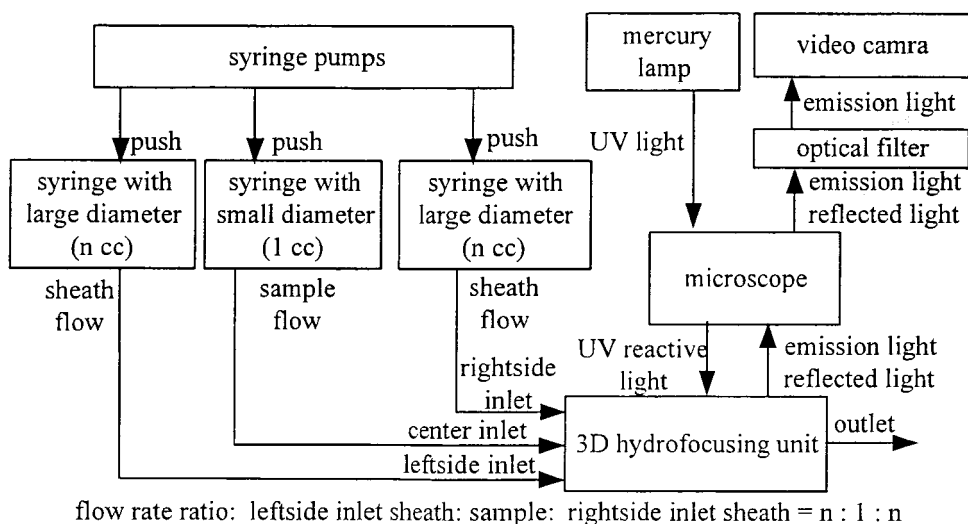 syringe pumps
mercury
lamp
video camra
push
push
push
UV light
emission light
optical filter
emission light
reflected light
syringe with
large diameter
(n cc)
syringe with
small diameter
(1 cc)
syringe with
large diameter
(n cc)
microscope
sheath
flow
sample
flow
sheath
flow
UV reactive
light
emission light
reflected light
rightside
inlet
center inlet
leftside inlet
3D hydrofocusing unit
outlet
flow rate ratio: leftside inlet sheath: sample: rightside inlet sheath = n : 1 : n